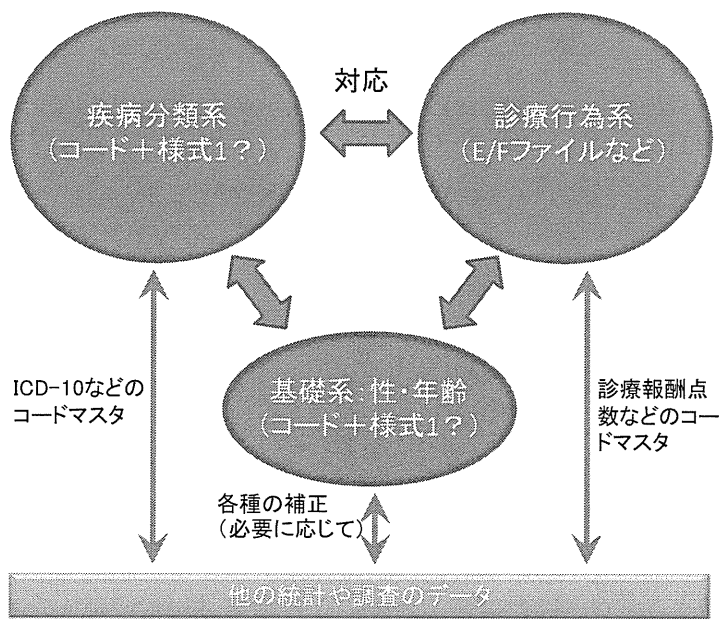 対応
疾病分類系
(コード＋様式1？)
診療行為系
(E/Fファイルなど)
ICD-10などの
コードマスタ
基礎系：性・年齢
(コード＋様式1？)
診療報酬点
数などのコー
ドマスタ
各種の補正
(必要に応じて)
他の統計や調査のデータ